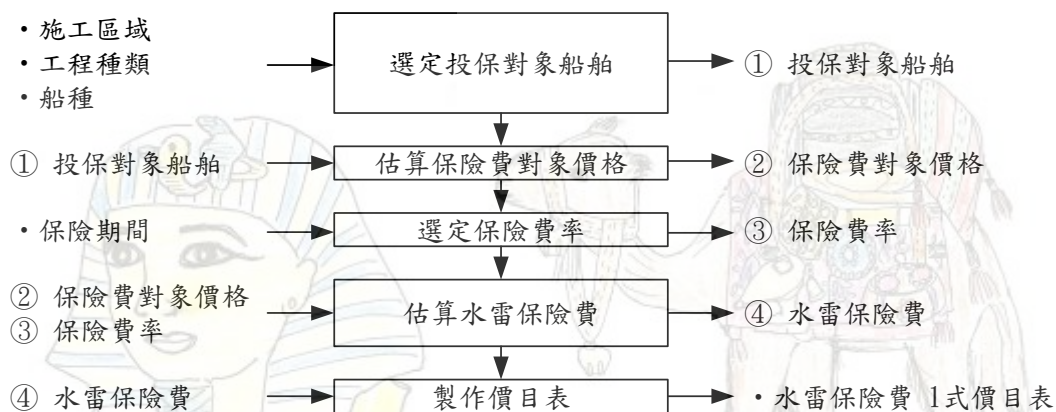 ・施工區域
・工程種類
・船種
選定投保對象船舶
① 投保對象船舶
① 投保對象船舶
估算保險費對象價格
② 保險費對象價格
・保險期間
選定保險費率
③ 保險費率
② 保險費對象價格
③ 保險費率
估算水雷保險費
④ 水雷保險費
④ 水雷保險費
製作價目表
・水雷保險費 1式價目表